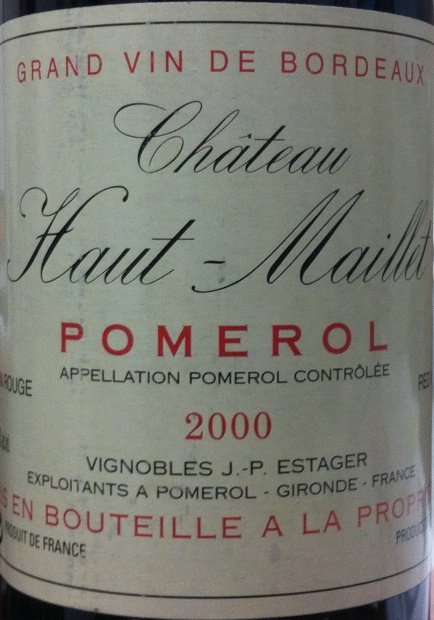 GRAND VIN DE BORDEAUX
Château
Haut-Maillet
POMEROL
APPELLATION POMEROL CONTRÔLÉE
ROUGE
2000
VIGNOBLES J.-P. ESTAGER
EXPLOITANTS A POMEROL - GIRONDE - FRANCE
EN BOUTEILLE A LA
PRODUIT DE FRANCE